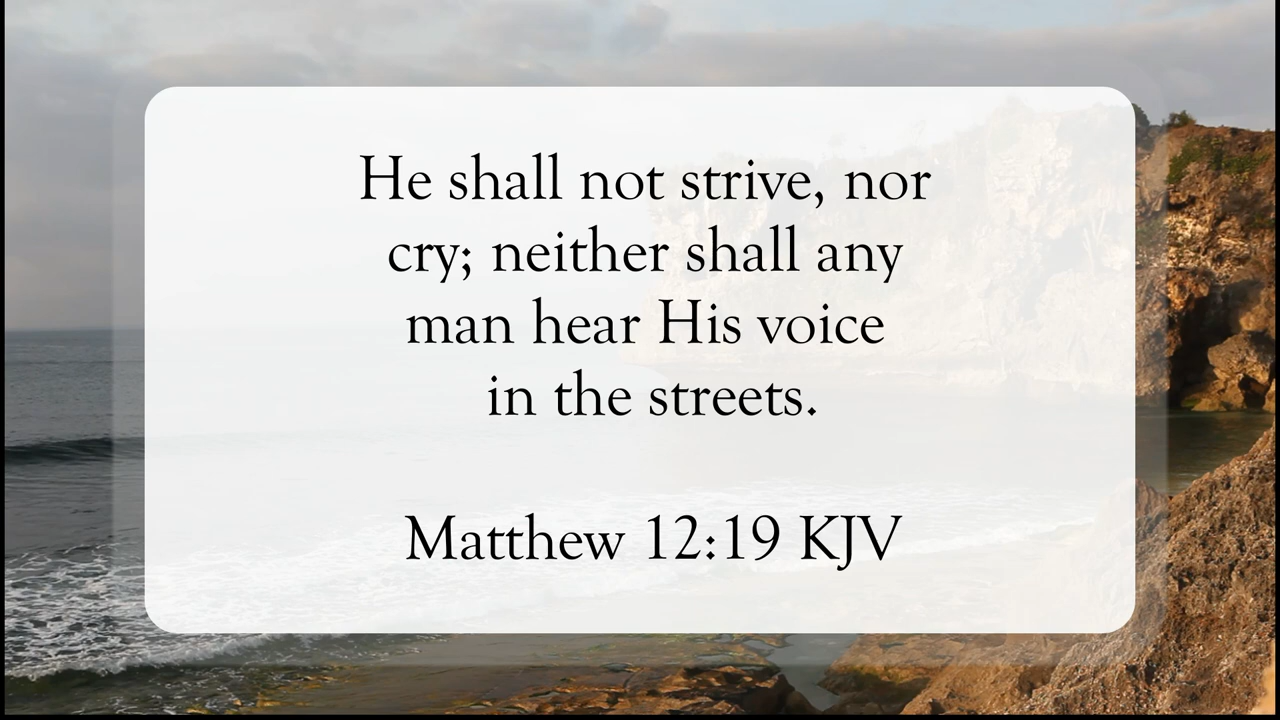 He shall not strive, nor
cry; neither shall any
man hear His voice
in the streets.
Matthew 12:19 KJV